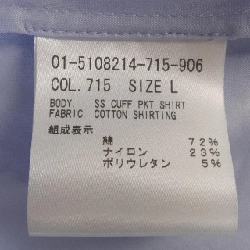 01-5108214-715-906
COL. 715 SIZE L
BODY. SS CUFF PKT SHIRT
FABRIC COTTON SHIRTING
組成表示
綿 72%
ナイロン 23%
ポリウレタン 5%